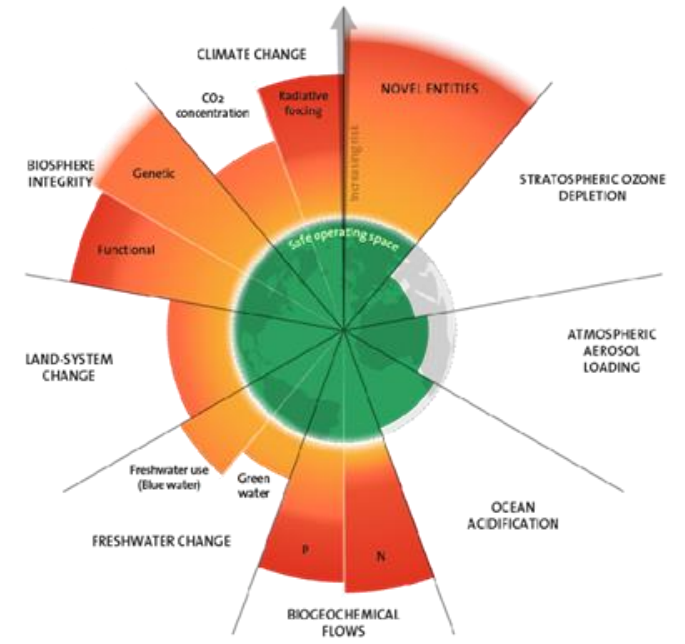 CLIMATE CHANGE
CO2
concentration
Radiative
forcing
NOVEL ENTITIES
Increasing risk
BIOSPHERE
INTEGRITY
Genetic
STRATOSPHERIC OZONE
DEPLETION
Functional
Safe operating space
LAND-SYSTEM
CHANGE
ATMOSPHERIC
AEROSOL
LOADING
Freshwater use
(Blue water)
Green
water
FRESHWATER CHANGE
OCEAN
ACIDIFICATION
P
N
BIOGEOCHEMICAL
FLOWS